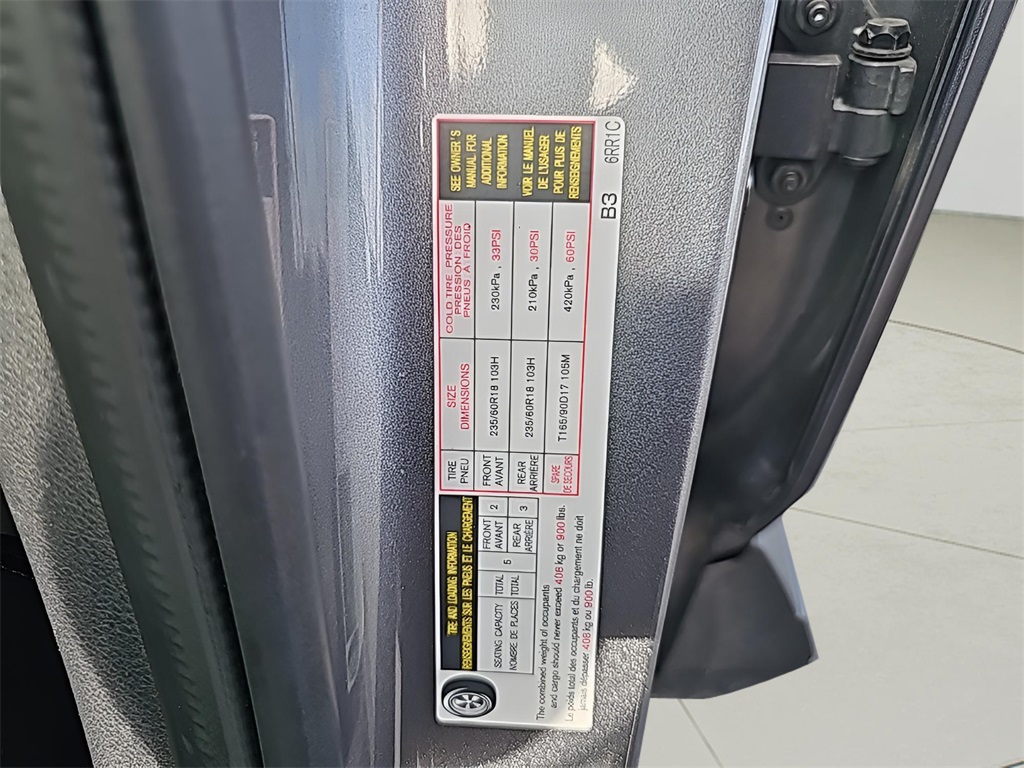 TIRE AND LOADING INFORMATION
RENSEIGNEMENTS SUR LES PNEUS ET LE CHARGEMENT
SEATING CAPACITY
NOMBRE DE PLACES
TOTAL
TOTAL
5
FRONT
AVANT
2
REAR
ARRIÈRE
3
The combined weight of occupants
and cargo should never exceed 408 kg or 900 lbs.
Le poids total des occupants et du chargement ne doit
jamais dépasser 408 kg ou 900 lb.
TIRE
PNEU
SIZE
DIMENSIONS
COLD TIRE PRESSURE
PRESSION DES
PNEUS À FROID
FRONT
AVANT
235/60R18 103H
230kPa, 33PSI
REAR
ARRIÈRE
235/60R18 103H
210kPa, 30PSI
SPARE
DE SECOURS
T165/90D17 105M
420kPa, 60PSI
SEE OWNER'S
MANUAL FOR
ADDITIONAL
INFORMATION
VOIR LE MANUEL
DE L'USAGER
POUR PLUS DE
RENSEIGNEMENTS
B3 6RR1C